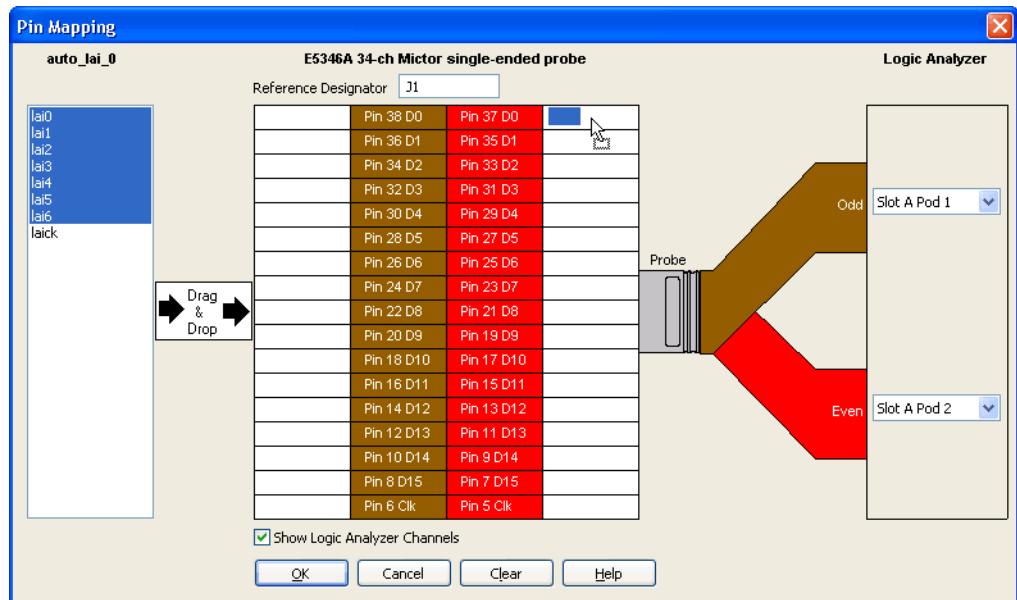 Pin Mapping
auto_lai_0 E5346A 34-ch Mictor single-ended probe Logic Analyzer
Reference Designator J1
lai0
lai1
lai2
lai3
lai4
lai5
lai6
laick
Drag
&
Drop
Pin 38 D0 Pin 37 D0
Pin 36 D1 Pin 35 D1
Pin 34 D2 Pin 33 D2
Pin 32 D3 Pin 31 D3
Pin 30 D4 Pin 29 D4
Pin 28 D5 Pin 27 D5
Pin 26 D6 Pin 25 D6
Pin 24 D7 Pin 23 D7
Pin 22 D8 Pin 21 D8
Pin 20 D9 Pin 19 D9
Pin 18 D10 Pin 17 D10
Pin 16 D11 Pin 15 D11
Pin 14 D12 Pin 13 D12
Pin 12 D13 Pin 11 D13
Pin 10 D14 Pin 9 D14
Pin 8 D15 Pin 7 D15
Pin 6 Clk Pin 5 Clk
Probe
Odd Slot A Pod 1
Even Slot A Pod 2
Show Logic Analyzer Channels
OK Cancel Clear Help